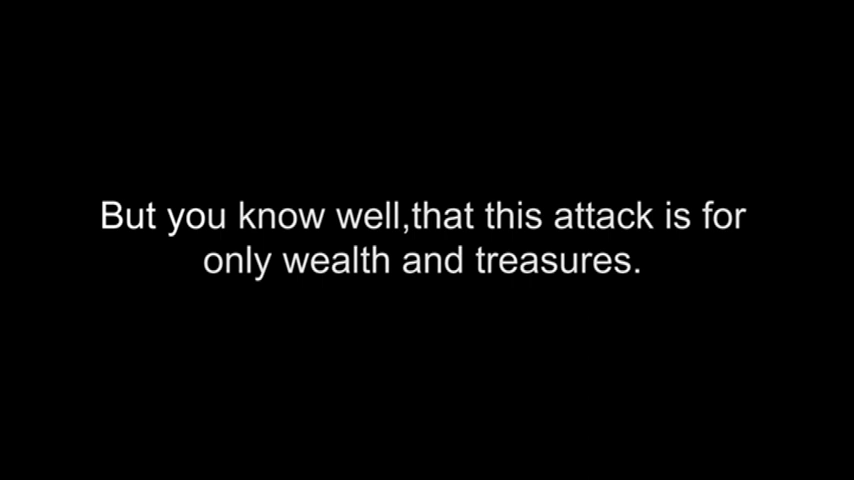 But you know well,that this attack is for
only wealth and treasures.